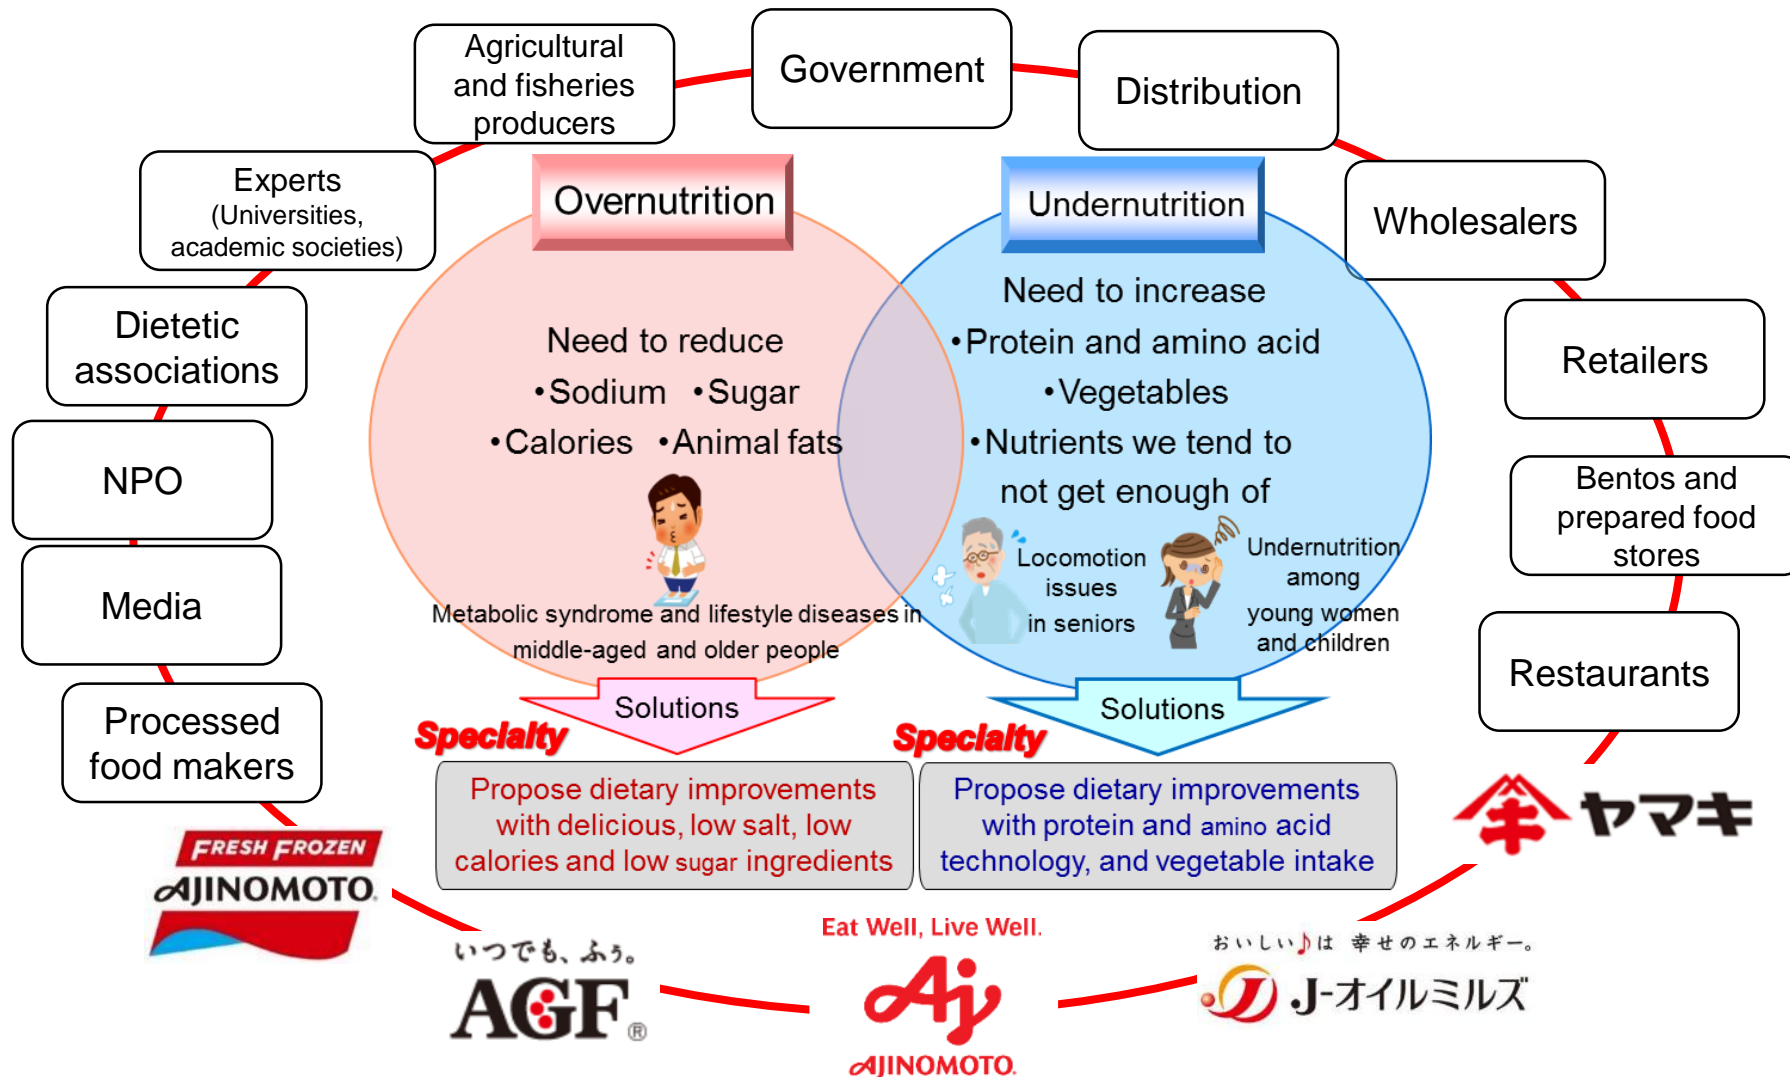 Agricultural
and fisheries
producers
Government
Distribution
Experts
(Universities,
academic societies)
Wholesalers
Dietetic
associations
Retailers
NPO
Bentos and
prepared food
stores
Media
Restaurants
Processed
food makers
Overnutrition
Need to reduce
•Sodium •Sugar
•Calories •Animal fats
Metabolic syndrome and lifestyle diseases in
middle-aged and older people
Solutions
Specialty
Propose dietary improvements
with delicious, low salt, low
calories and low sugar ingredients
Undernutrition
Need to increase
•Protein and amino acid
•Vegetables
•Nutrients we tend to
not get enough of
Locomotion
issues
in seniors
Undernutrition
among
young women
and children
Solutions
Specialty
Propose dietary improvements
with protein and amino acid
technology, and vegetable intake
FRESH FROZEN
AJINOMOTO.
いつでも、ふぅ。
AGF®
Eat Well, Live Well.
Aj
AJINOMOTO.
おいしい♪は 幸せのエネルギー。
J-オイルミルズ
ヤマキ